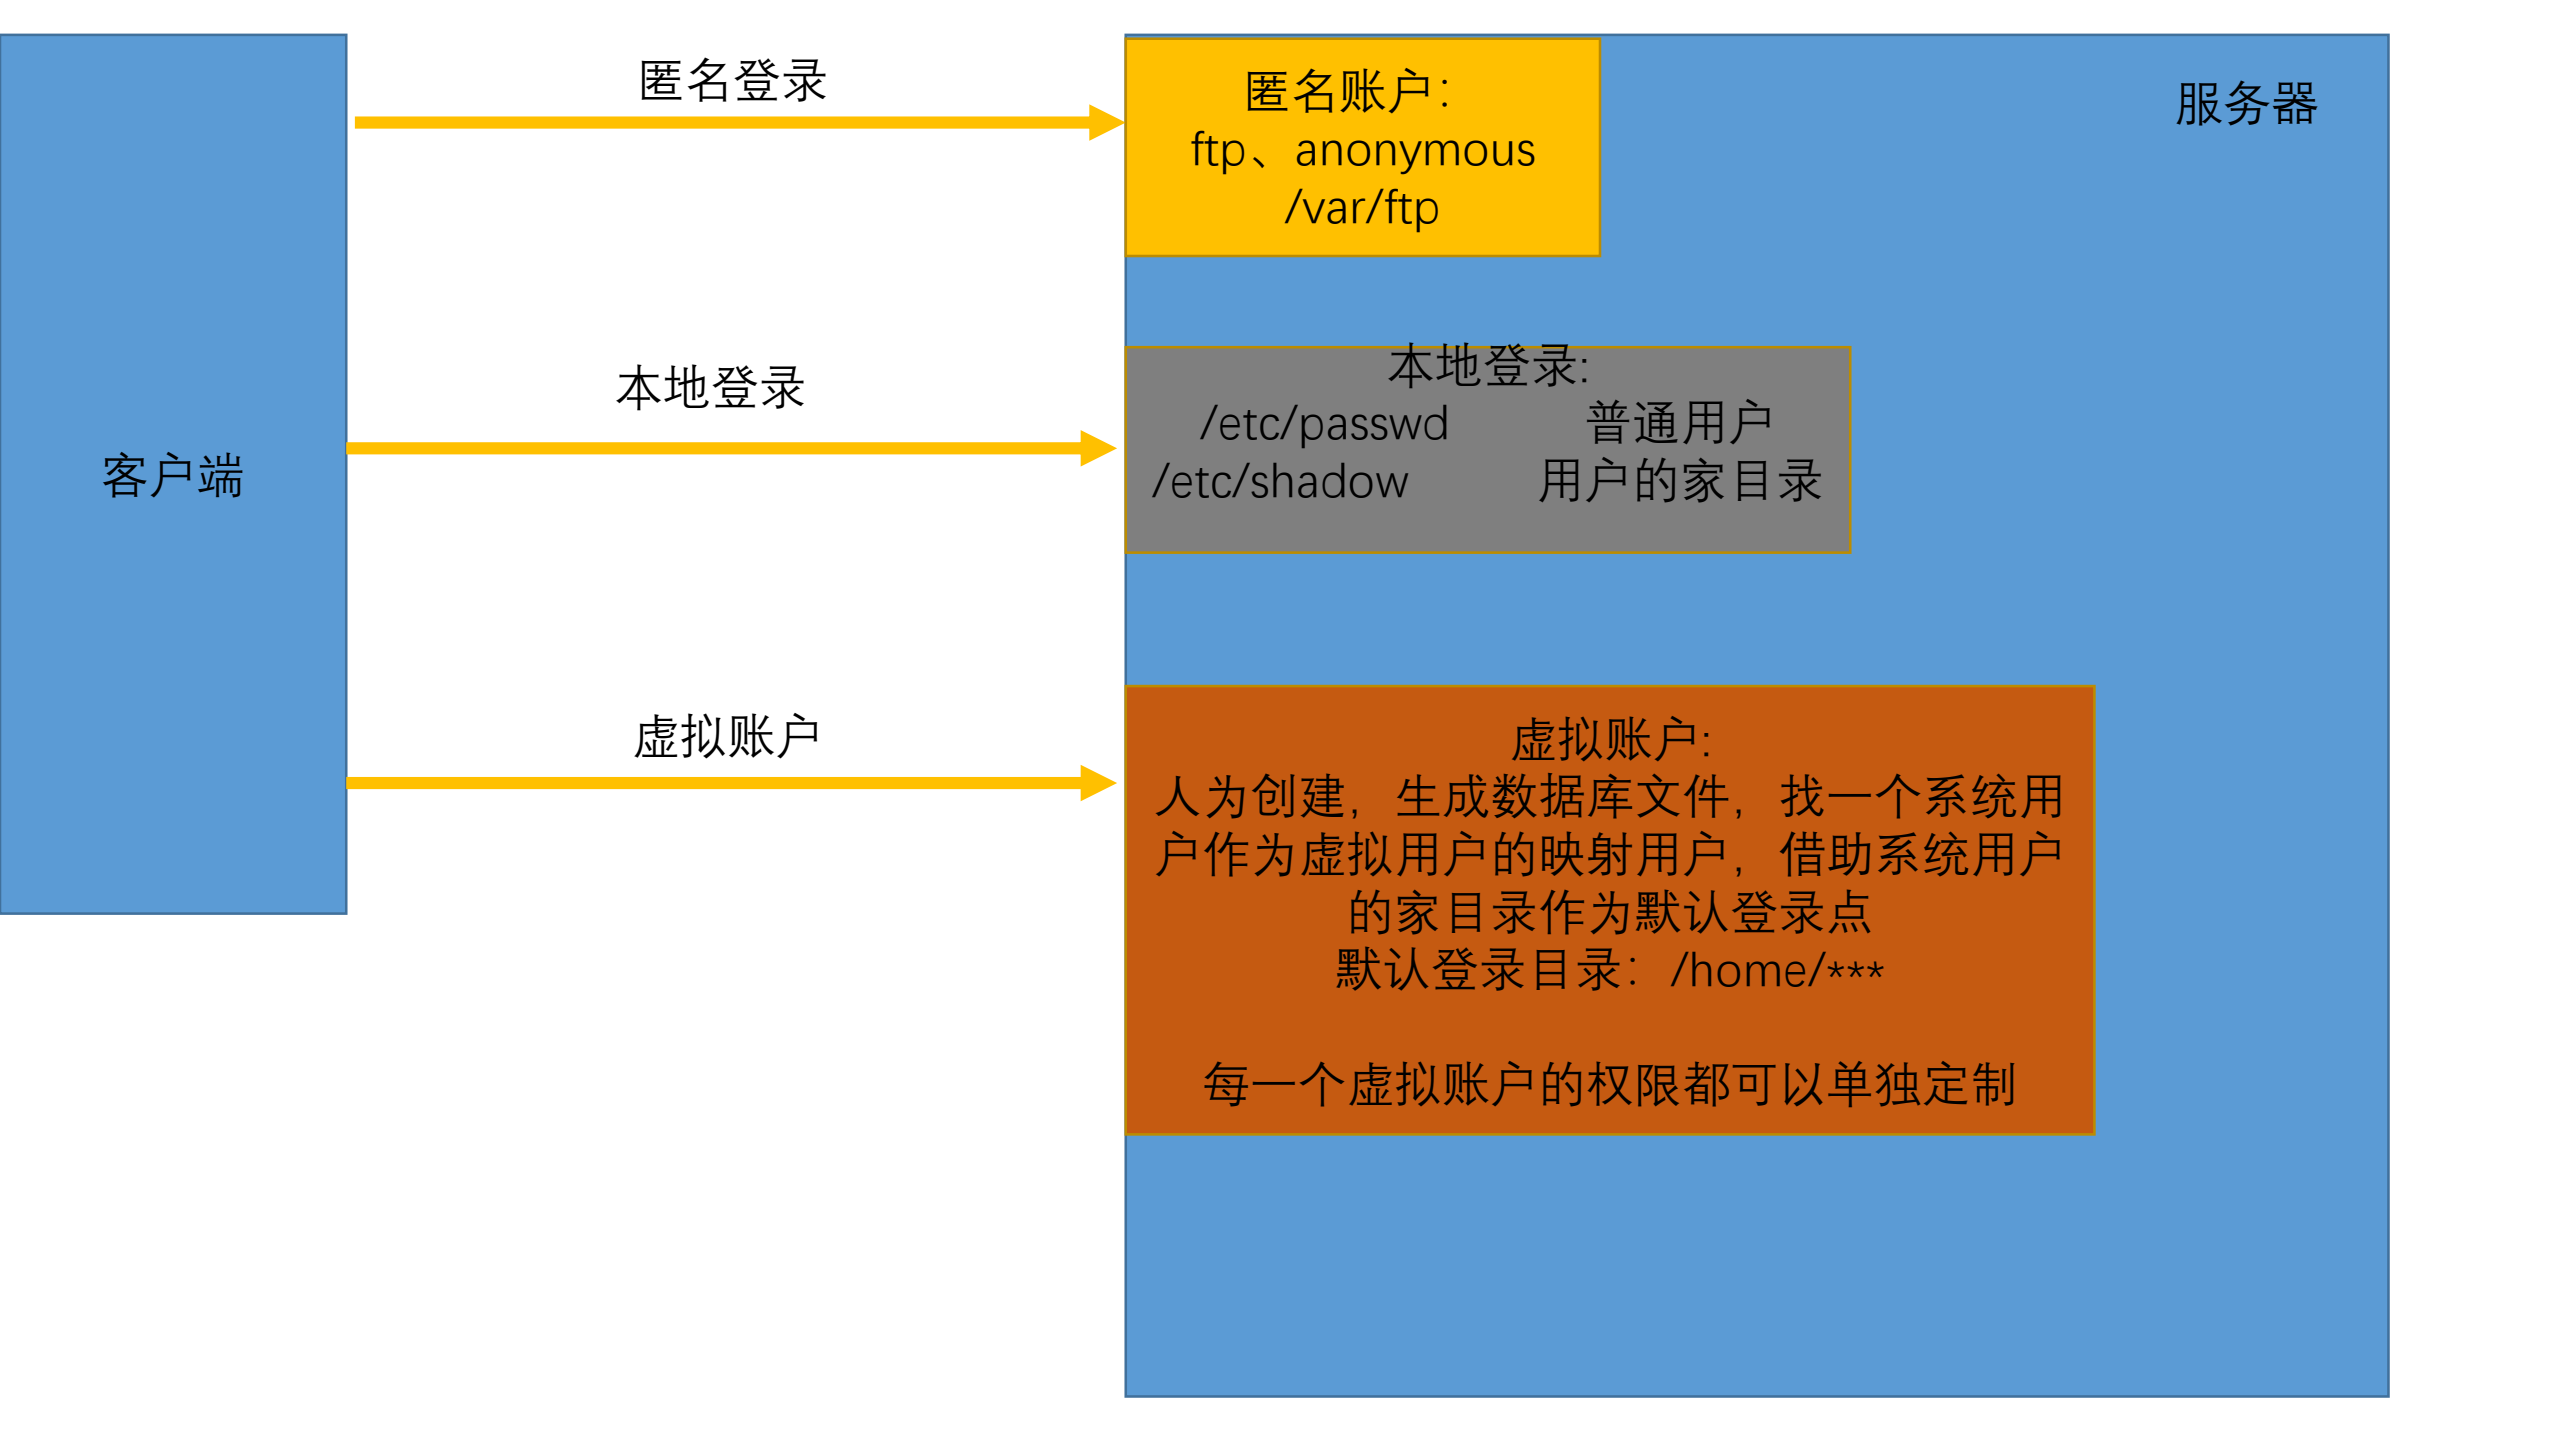 客户端
匿名登录
本地登录
虚拟账户
服务器
匿名账户：
ftp、anonymous
/var/ftp
本地登录:
/etc/passwd 普通用户
/etc/shadow 用户的家目录
虚拟账户:
人为创建，生成数据库文件，找一个系统用
户作为虚拟用户的映射用户，借助系统用户
的家目录作为默认登录点
默认登录目录：/home/***
每一个虚拟账户的权限都可以单独定制